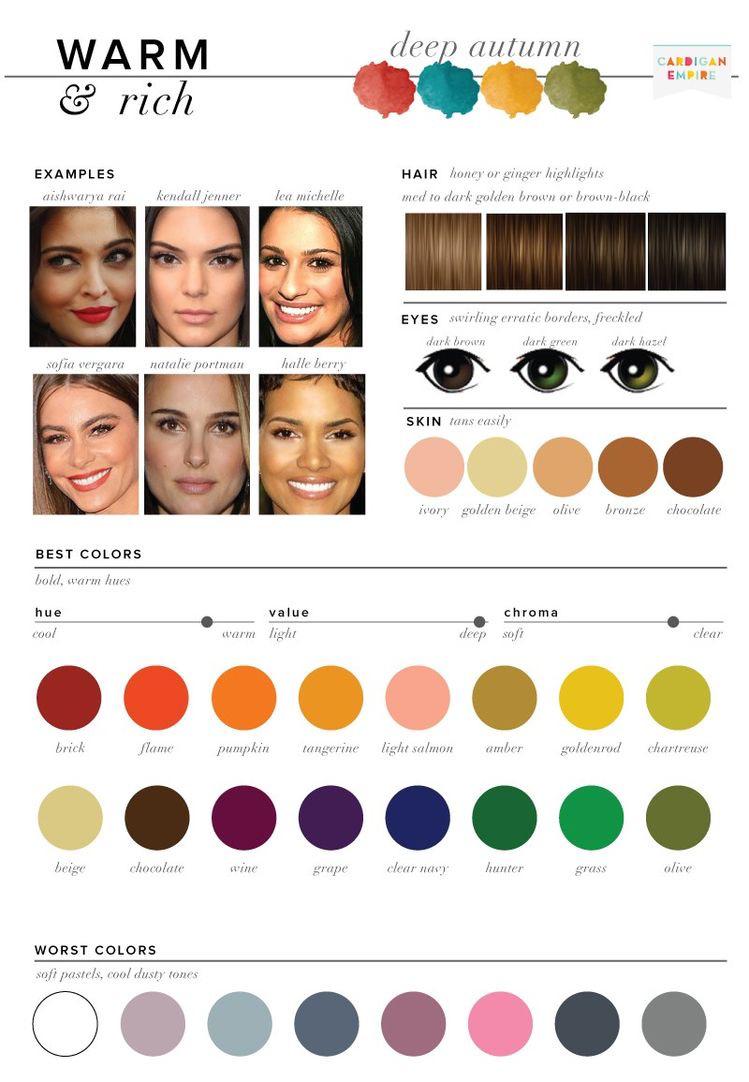 WARM
& rich
deep autumn
CARDIGAN
EMPIRE
EXAMPLES
aishwarya rai kendall jenner lea michelle
sofia vergara natalie portman halle berry
HAIR honey or ginger highlights
med to dark golden brown or brown-black
EYES swirling erratic borders, freckled
dark brown dark green dark hazel
SKIN tans easily
ivory golden beige olive bronze chocolate
BEST COLORS
bold, warm hues
hue value chroma
cool warm light deep soft clear
brick flame pumpkin tangerine light salmon amber goldenrod chartreuse
beige chocolate wine grape clear navy hunter grass olive
WORST COLORS
soft pastels, cool dusty tones